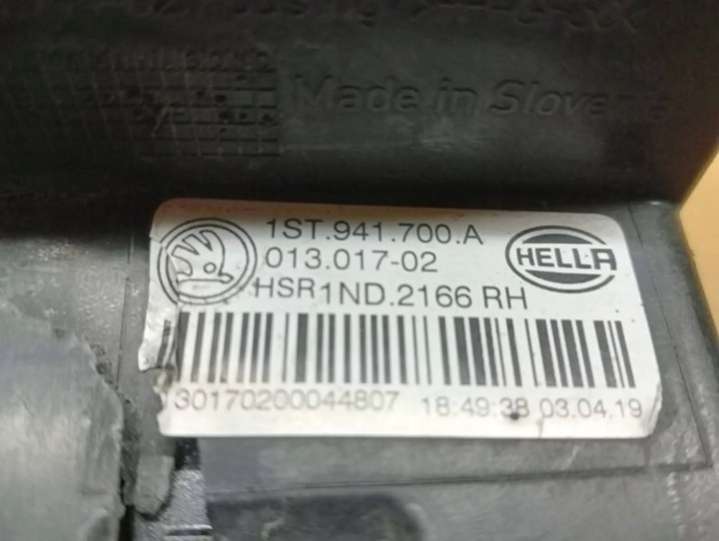 Made in Slovenia
1ST.941.700.A
013.017-02
HELLA
HSR1ND.2166 RH
30170200044807 18:49:38 03.04.19